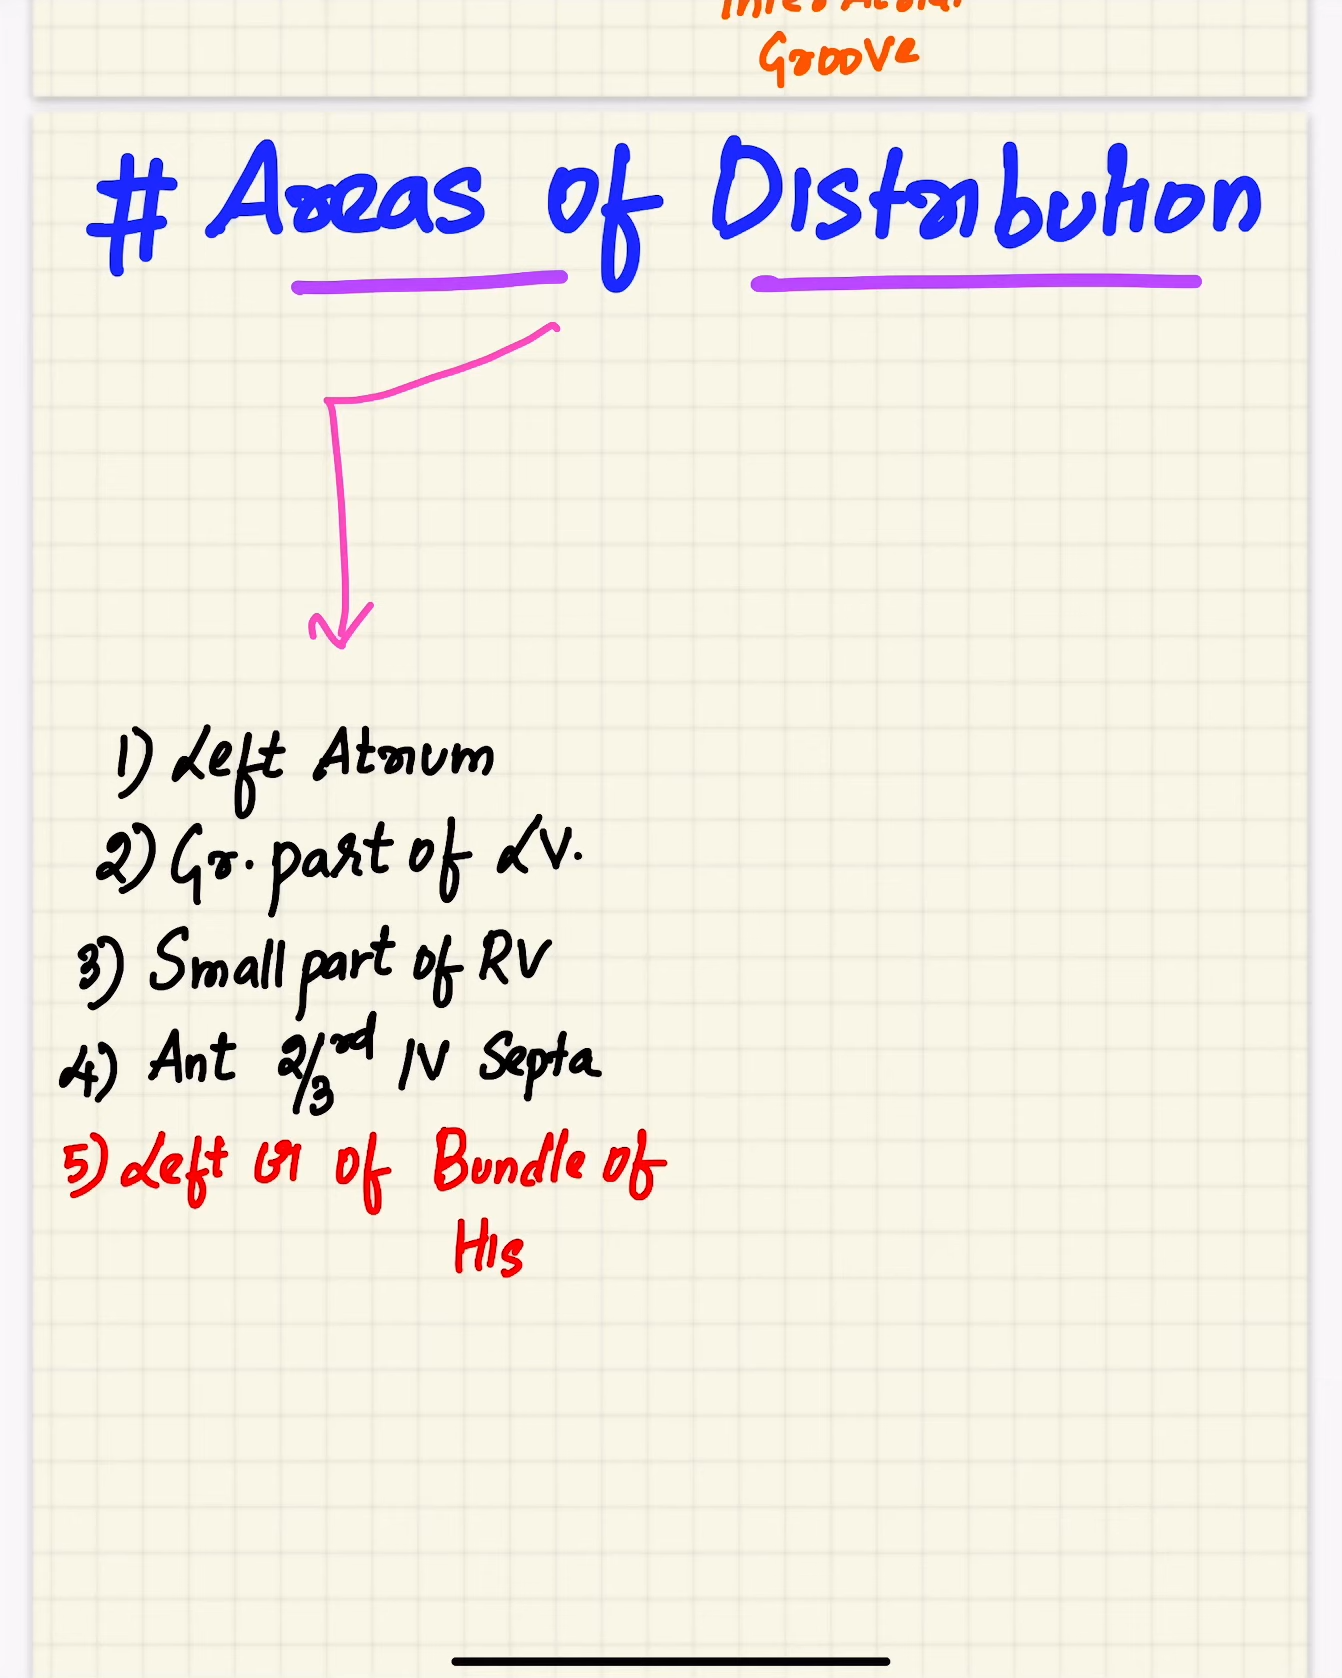 Groove
# Areas of Distribution
1) Left Atrium
2) Gr. part of LV.
3) Small part of RV
4) Ant 2/3rd IV Septa
5) Left Br of Bundle of
His